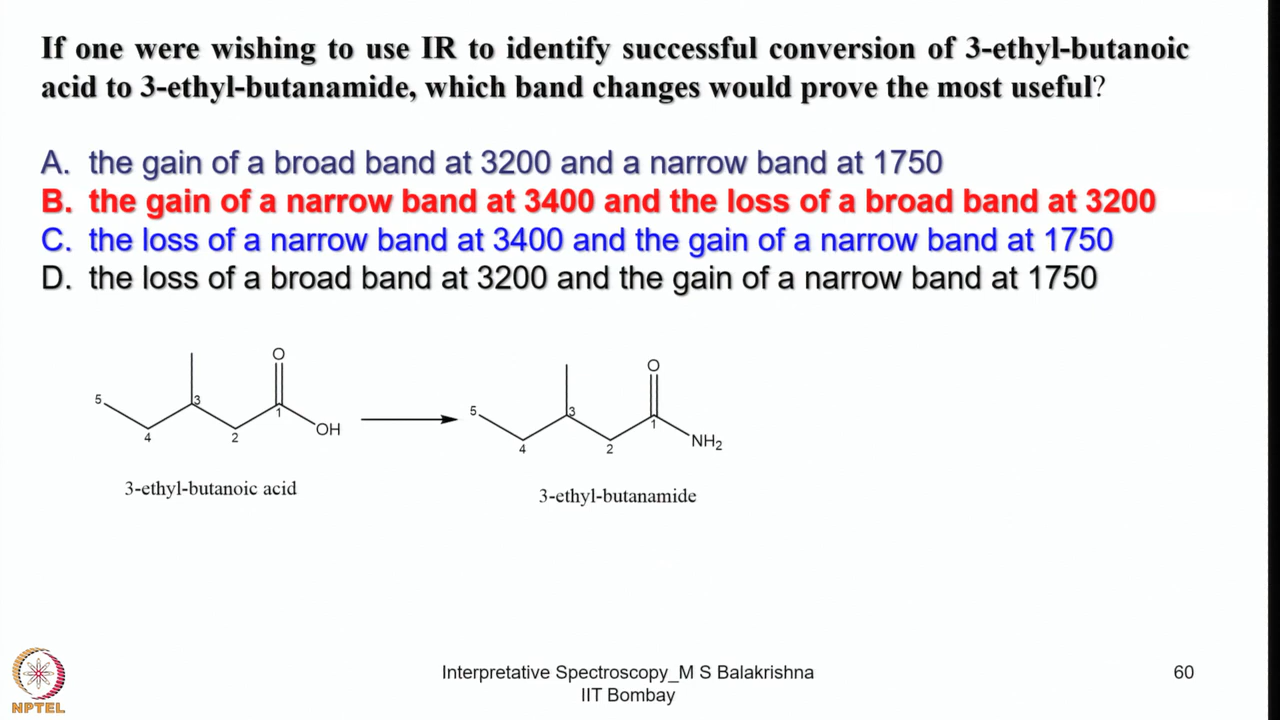 If one were wishing to use IR to identify successful conversion of 3-ethyl-butanoic
acid to 3-ethyl-butanamide, which band changes would prove the most useful?
A. the gain of a broad band at 3200 and a narrow band at 1750
B. the gain of a narrow band at 3400 and the loss of a broad band at 3200
C. the loss of a narrow band at 3400 and the gain of a narrow band at 1750
D. the loss of a broad band at 3200 and the gain of a narrow band at 1750
O
5
3
1
OH
4
2
3-ethyl-butanoic acid
O
5
3
1
NH2
4
2
3-ethyl-butanamide
NPTEL
Interpretative Spectroscopy_M S Balakrishna
IIT Bombay
60